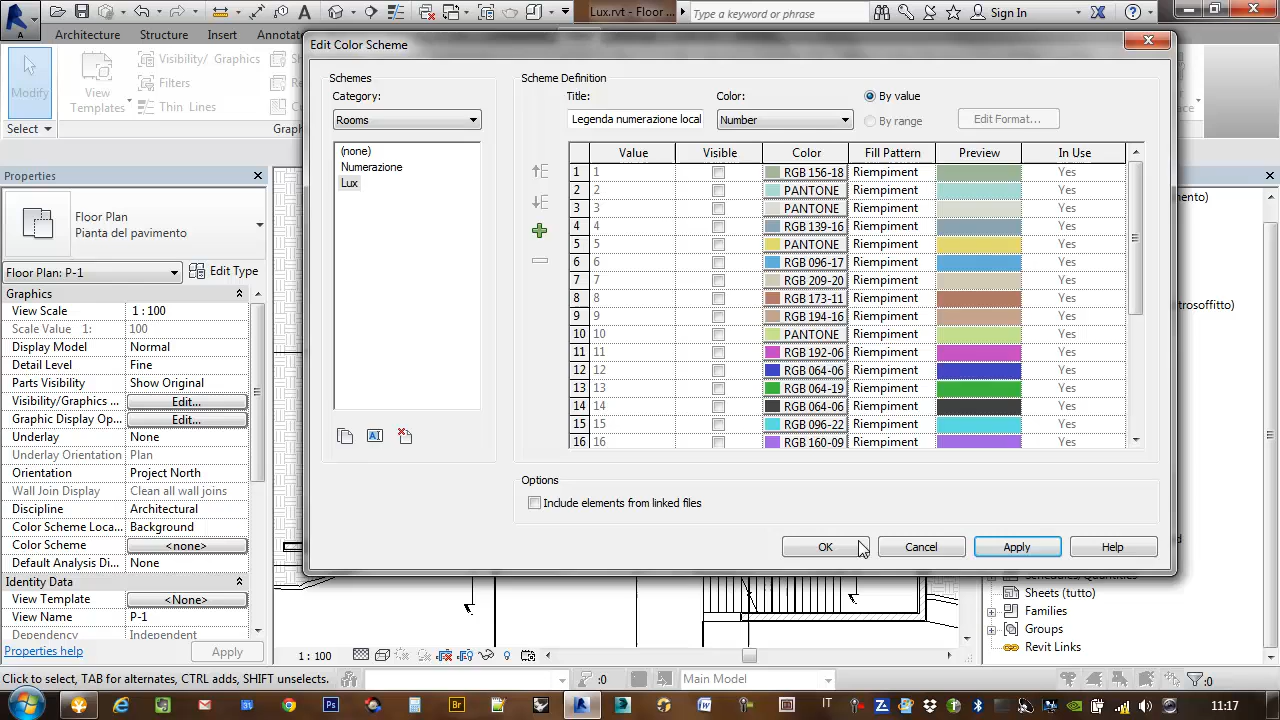 A
Lux.rvt - Floor ...
Type a keyword or phrase
Sign In
Architecture
Structure
Insert
Annota
Modify
View
Templates
Visibility/ Graphics
Filters
Thin Lines
Select
Graph
Edit Color Scheme
Schemes
Category:
Rooms
(none)
Numerazione
Lux
Scheme Definition
Title:
Color:
Legenda numerazione local
Number
By value
By range
Edit Format...
Value Visible Color Fill Pattern Preview In Use
1 1 RGB 156-18 Riempiment Yes
2 2 PANTONE Riempiment Yes
3 3 PANTONE Riempiment Yes
4 4 RGB 139-16 Riempiment Yes
5 5 PANTONE Riempiment Yes
6 6 RGB 096-17 Riempiment Yes
7 7 RGB 209-20 Riempiment Yes
8 8 RGB 173-11 Riempiment Yes
9 9 RGB 194-16 Riempiment Yes
10 10 PANTONE Riempiment Yes
11 11 RGB 192-06 Riempiment Yes
12 12 RGB 064-06 Riempiment Yes
13 13 RGB 064-19 Riempiment Yes
14 14 RGB 064-06 Riempiment Yes
15 15 RGB 096-22 Riempiment Yes
16 16 RGB 160-09 Riempiment Yes
Options
Include elements from linked files
OK
Cancel
Apply
Help
Properties
Floor Plan
Pianta del pavimento
Floor Plan: P-1
Edit Type
Graphics
View Scale 1 : 100
Scale Value 1: 100
Display Model Normal
Detail Level Fine
Parts Visibility Show Original
Visibility/Graphics ... Edit...
Graphic Display Op... Edit...
Underlay None
Underlay Orientation Plan
Orientation Project North
Wall Join Display Clean all wall joins
Discipline Architectural
Color Scheme Loca... Background
Color Scheme <none>
Default Analysis Di... None
Identity Data
View Template <None>
View Name P-1
Dependency Independent
Properties help
Apply
mento)
trosoffitto)
d
Schedules/Quantities
Sheets (tutto)
Families
Groups
Revit Links
1 : 100
Click to select, TAB for alternates, CTRL adds, SHIFT unselects.
:0
Main Model
:0
Ps
Br
11:17